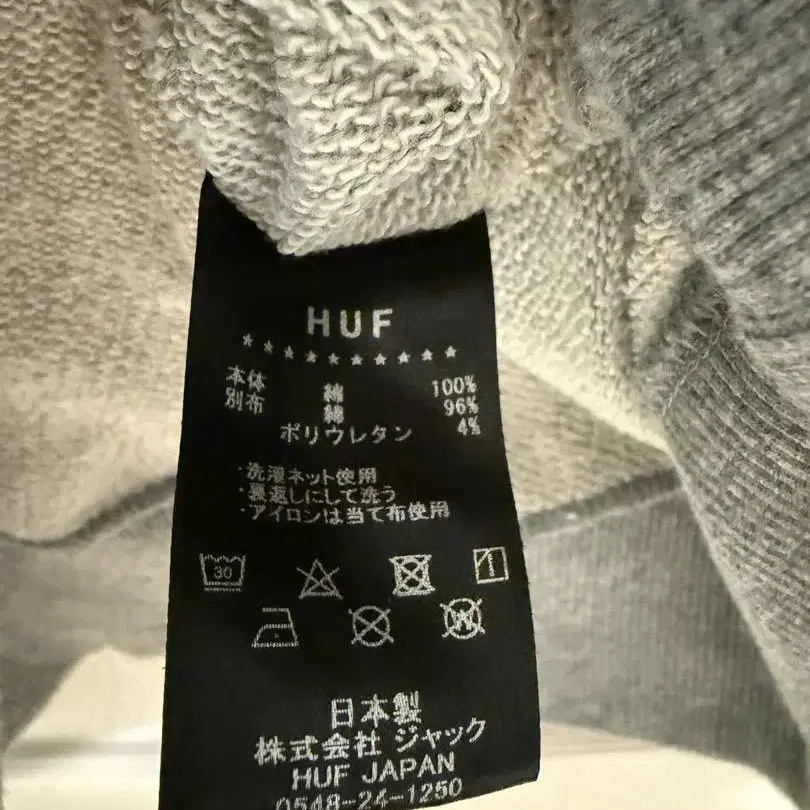 HUF
本体 綿 100%
別布 綿 96%
ポリウレタン 4%
・洗濯ネット使用
・裏返しにして洗う
・アイロンは当て布使用
30
W
日本製
株式会社 ジャック
HUF JAPAN
0548-24-1250